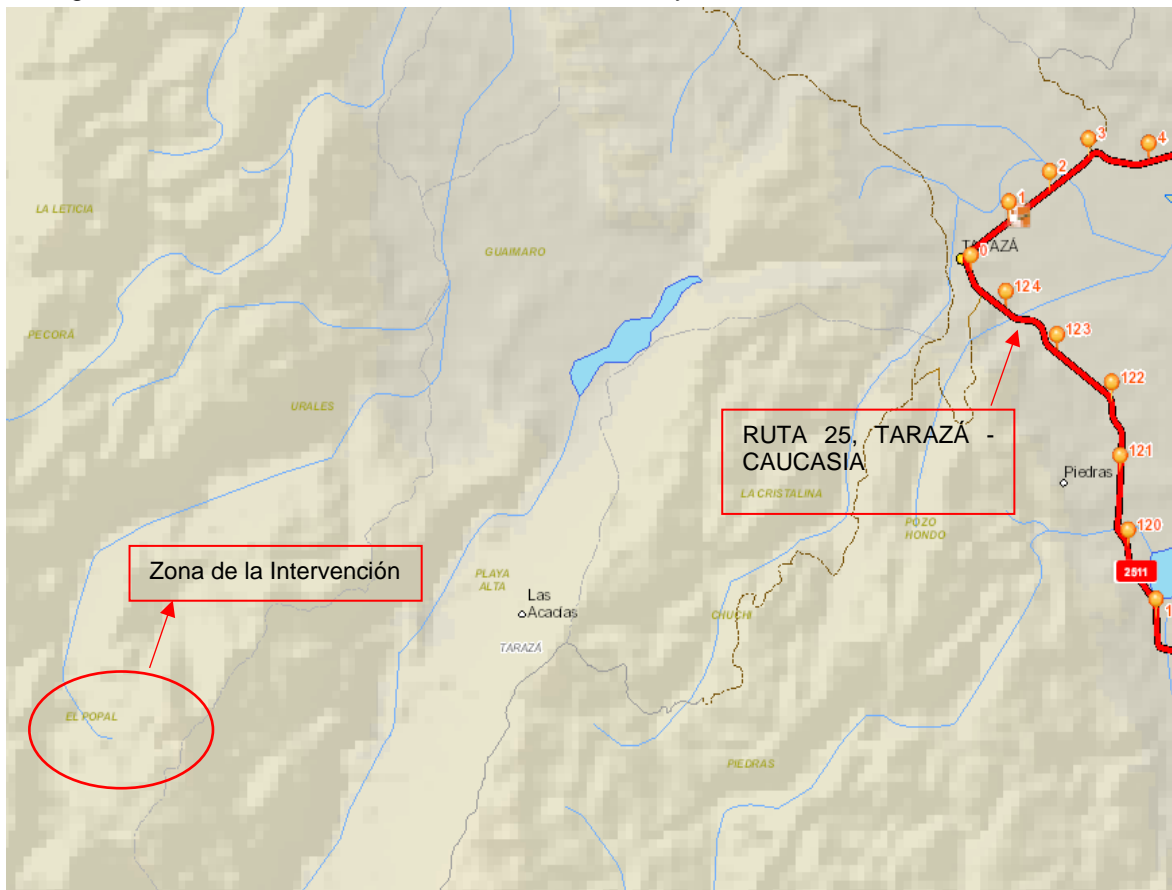 3
4
2
LA LETICIA
1
GUAIMARO
TARAZÁ
0
124
PECORÁ
123
122
URALES
RUTA 25, TARAZÁ -
CAUCASIA
121
Piedras
LA CRISTALINA
POZO
HONDO
120
Zona de la Intervención
2511
PLAYA
ALTA
Las
Acacias
CHUCHI
TARAZÁ
EL POPAL
PIEDRAS